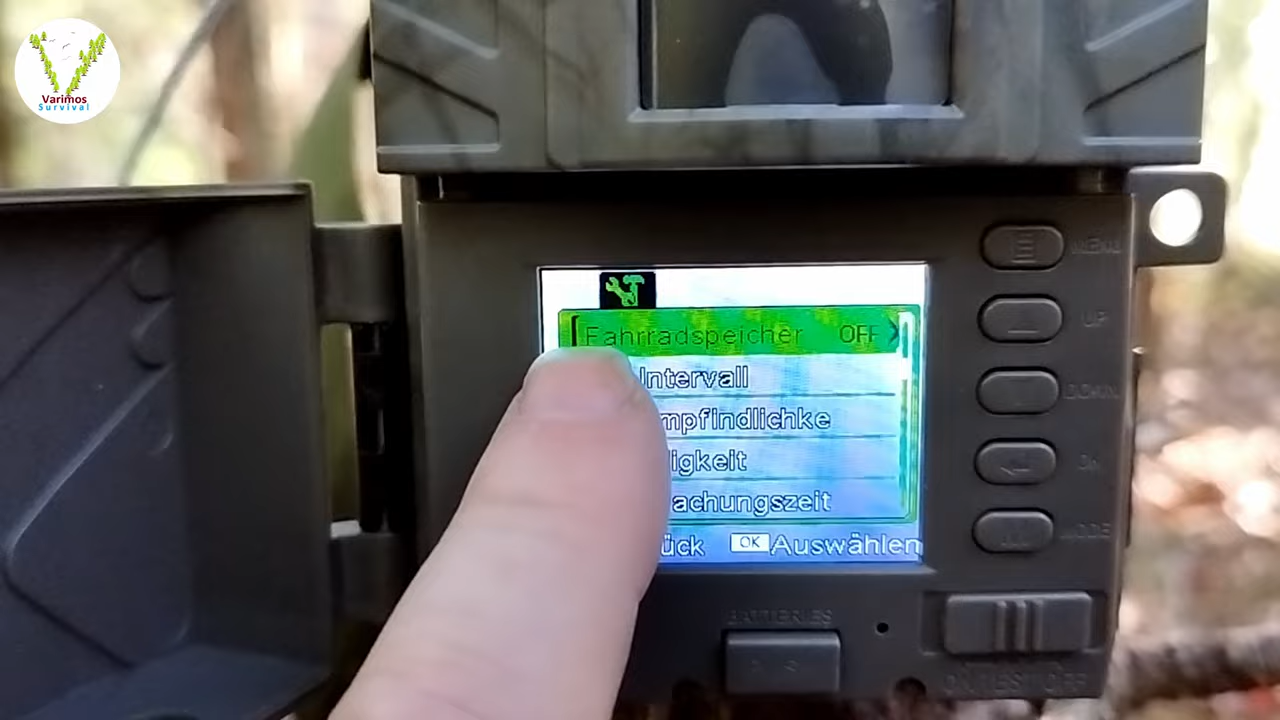 Varimos
Survival
Fahrradspeicher OFF
Intervall
mpfindlichke
igkeit
achungszeit
ück OK Auswählen
MENU
UP
DOWN
OK
MODE
BATTERIES
ON TEST OFF